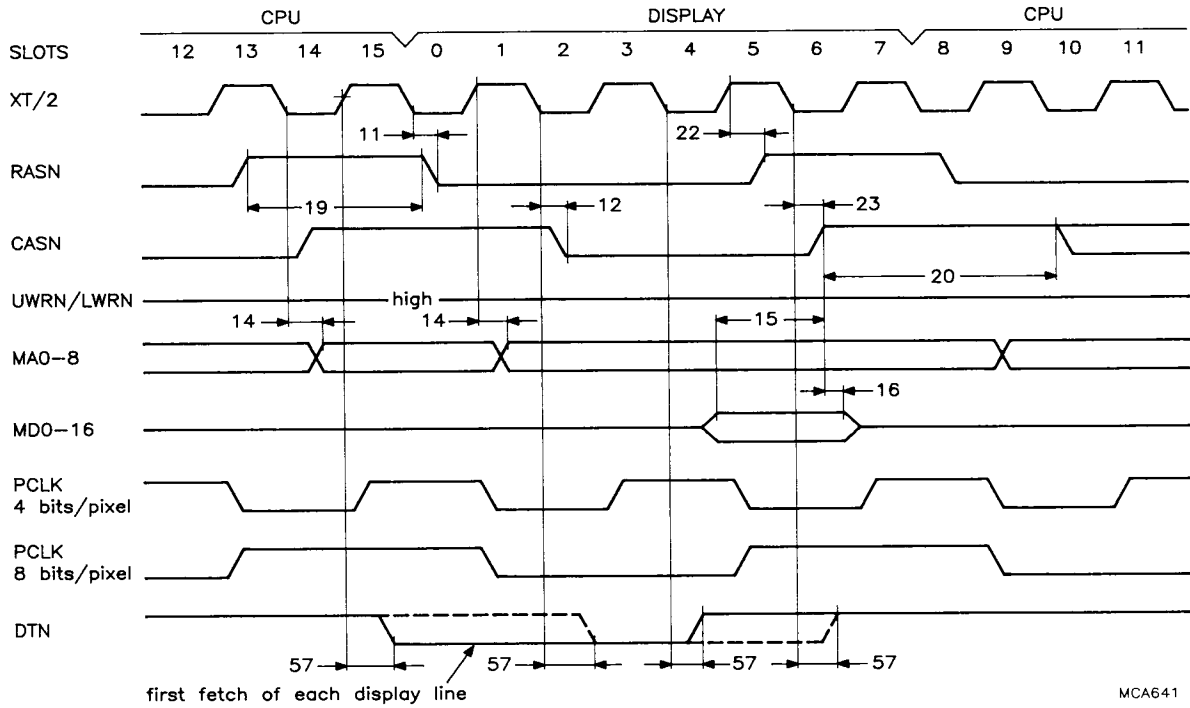 CPU DISPLAY CPU
SLOTS 12 13 14 15 0 1 2 3 4 5 6 7 8 9 10 11
XT/2
11 22
RASN
19 12 23
CASN
20
UWRN/LWRN high
14 14 15
MA0-8
16
MD0-16
PCLK
4 bits/pixel
PCLK
8 bits/pixel
DTN
57 57 57 57
first fetch of each display line
MCA641